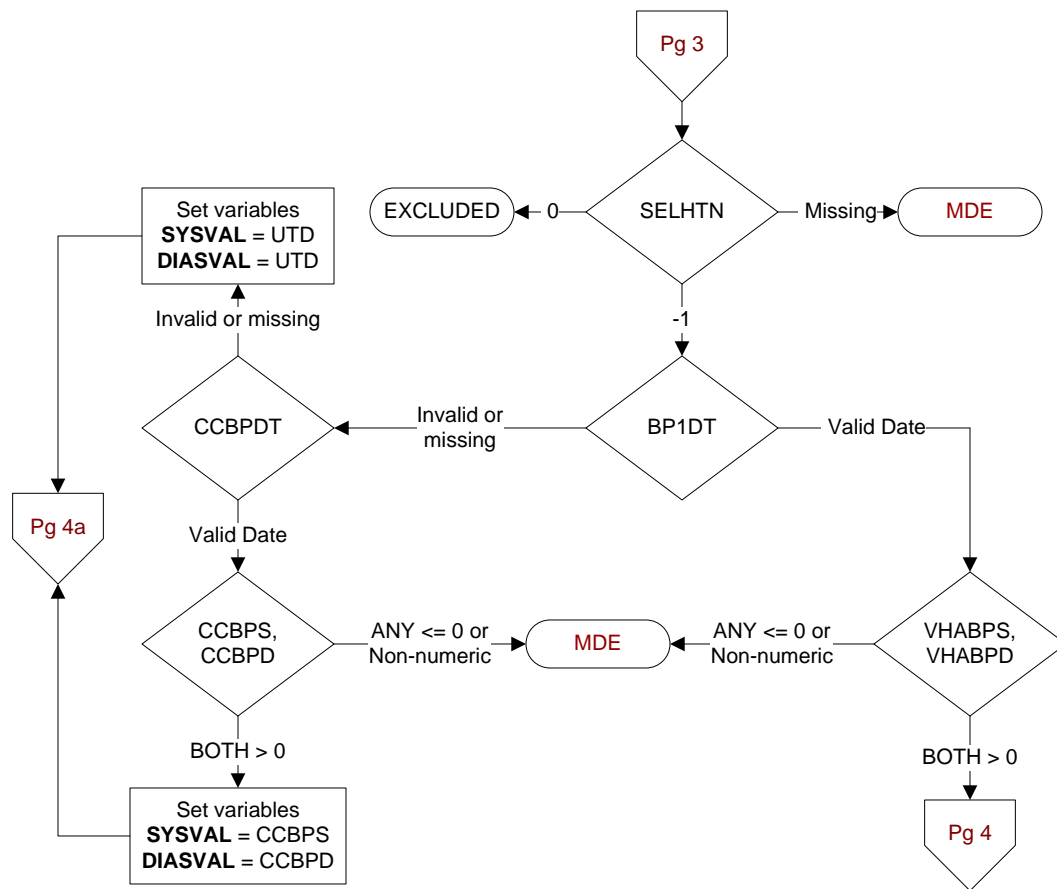 Pg 3
EXCLUDED
0
SELHTN
Missing
MDE
Set variables
SYSVAL = UTD
DIASVAL = UTD
Invalid or missing
-1
CCBPDT
Invalid or
missing
BP1DT
Valid Date
Pg 4a
Valid Date
CCBPS,
CCBPD
ANY <= 0 or
Non-numeric
MDE
ANY <= 0 or
Non-numeric
VHABPS,
VHABPD
BOTH > 0
BOTH > 0
Set variables
SYSVAL = CCBPS
DIASVAL = CCBPD
Pg 4